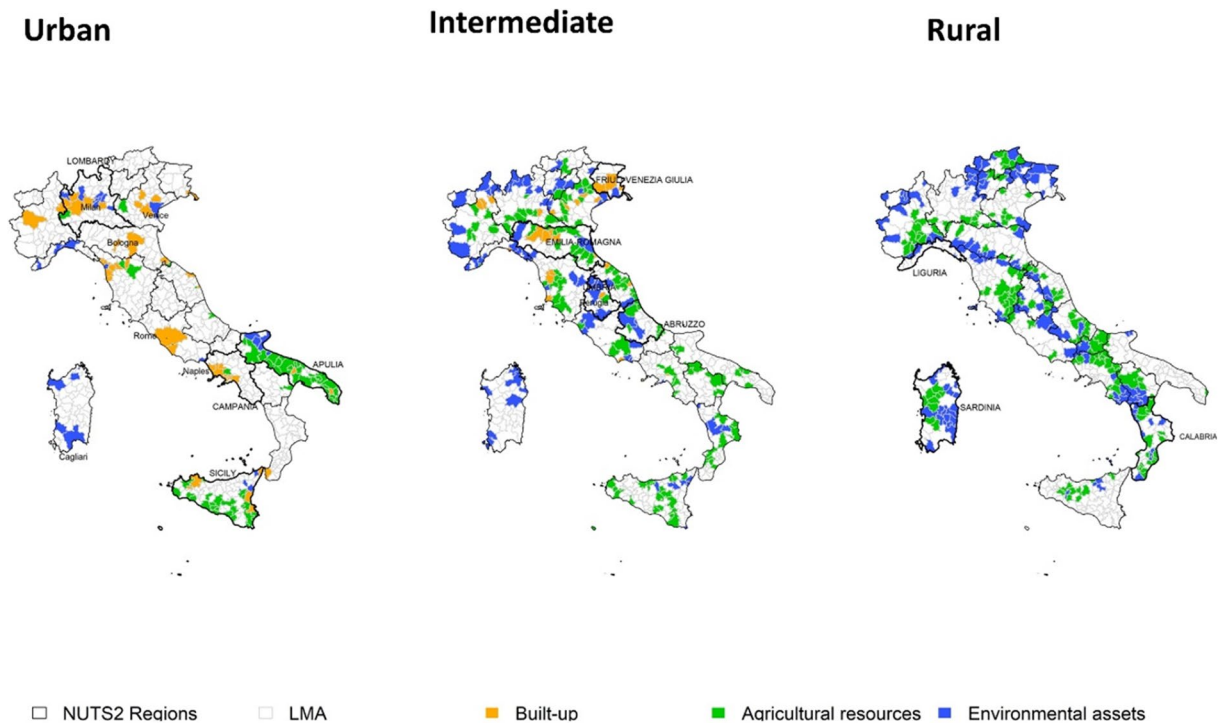 Urban
Intermediate
Rural
LOMBARDY
Milan
Venice
Bologna
Rome
Naples
CAMPANIA
APULIA
Cagliari
SICILY
FRIULI VENEZIA GIULIA
EMILIA ROMAGNA
UMBRIA
Perugia
ABRUZZO
LIGURIA
SARDINIA
CALABRIA
NUTS2 Regions
LMA
Built-up
Agricultural resources
Environmental assets